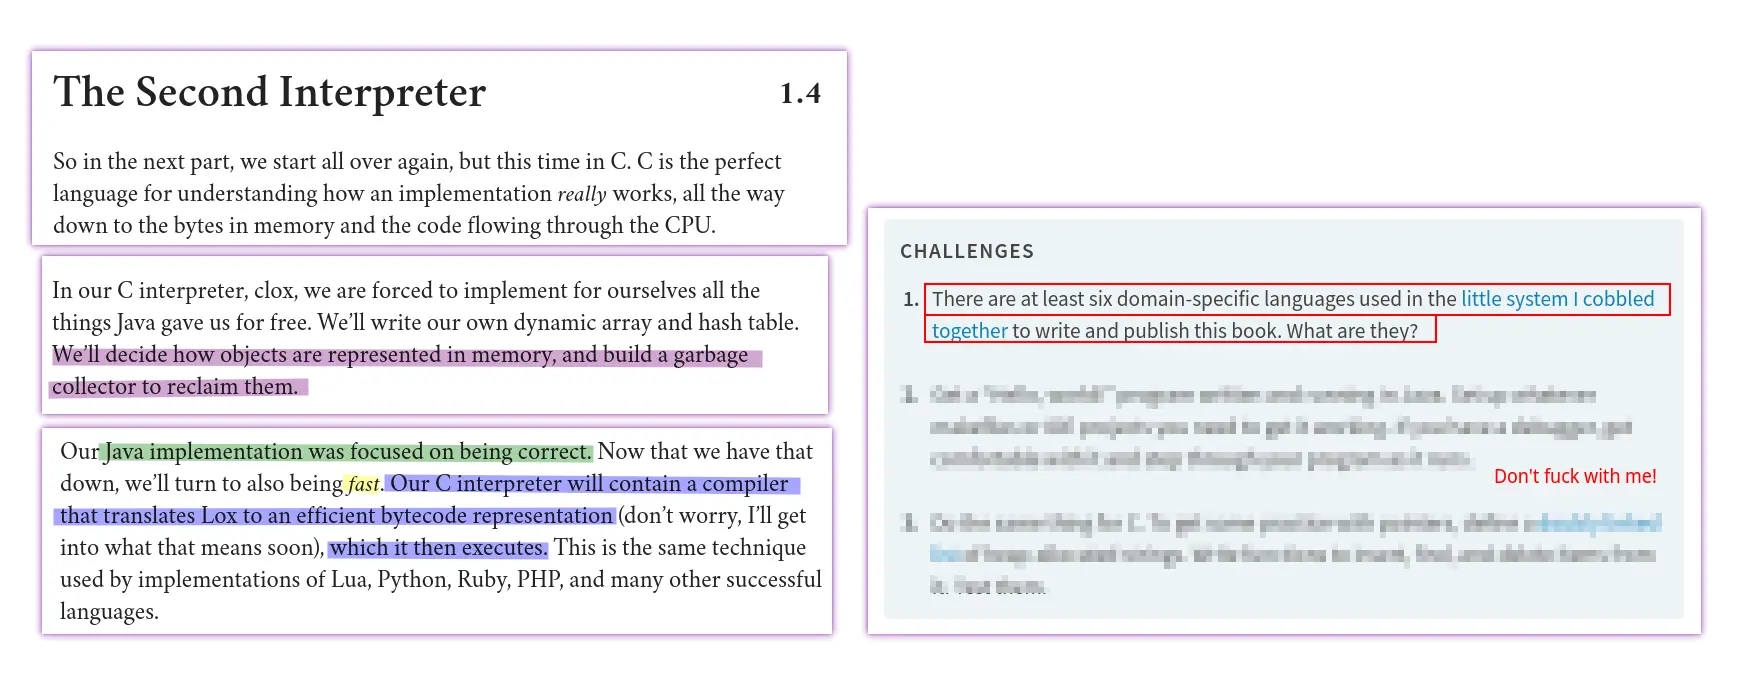 The Second Interpreter 1.4
So in the next part, we start all over again, but this time in C. C is the perfect
language for understanding how an implementation really works, all the way
down to the bytes in memory and the code flowing through the CPU.
In our C interpreter, clox, we are forced to implement for ourselves all the
things Java gave us for free. We’ll write our own dynamic array and hash table.
We’ll decide how objects are represented in memory, and build a garbage
collector to reclaim them.
Our Java implementation was focused on being correct. Now that we have that
down, we’ll turn to also being fast. Our C interpreter will contain a compiler
that translates Lox to an efficient bytecode representation (don’t worry, I’ll get
into what that means soon), which it then executes. This is the same technique
used by implementations of Lua, Python, Ruby, PHP, and many other successful
languages.
CHALLENGES
1. There are at least six domain-specific languages used in the little system I cobbled
together to write and publish this book. What are they?
Don't fuck with me!